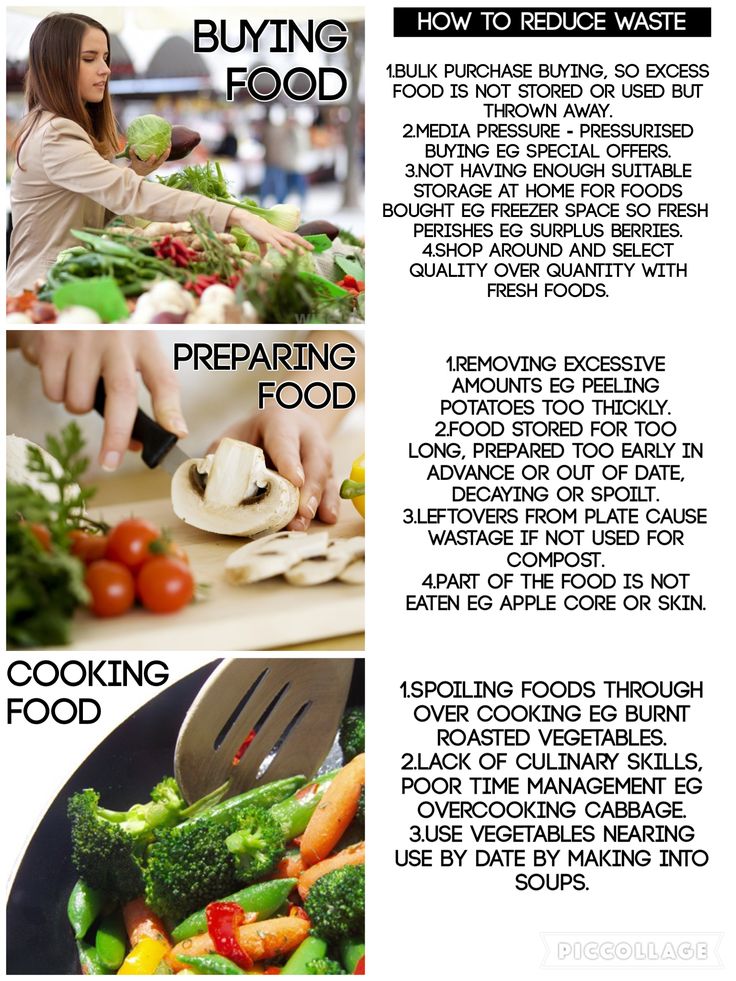 BUYING
FOOD
HOW TO REDUCE WASTE
1.BULK PURCHASE BUYING, SO EXCESS
FOOD IS NOT STORED OR USED BUT
THROWN AWAY.
2.MEDIA PRESSURE - PRESSURISED
BUYING EG SPECIAL OFFERS.
3.NOT HAVING ENOUGH SUITABLE
STORAGE AT HOME FOR FOODS
BOUGHT EG FREEZER SPACE SO FRESH
PERISHES EG SURPLUS BERRIES.
4.SHOP AROUND AND SELECT
QUALITY OVER QUANTITY WITH
FRESH FOODS.
PREPARING
FOOD
1.REMOVING EXCESSIVE
AMOUNTS EG PEELING
POTATOES TOO THICKLY.
2.FOOD STORED FOR TOO
LONG, PREPARED TOO EARLY IN
ADVANCE OR OUT OF DATE,
DECAYING OR SPOILT.
3.LEFTOVERS FROM PLATE CAUSE
WASTAGE IF NOT USED FOR
COMPOST.
4.PART OF THE FOOD IS NOT
EATEN EG APPLE CORE OR SKIN.
COOKING
FOOD
1.SPOILING FOODS THROUGH
OVER COOKING EG BURNT
ROASTED VEGETABLES.
2.LACK OF CULINARY SKILLS,
POOR TIME MANAGEMENT EG
OVERCOOKING CABBAGE.
3.USE VEGETABLES NEARING
USE BY DATE BY MAKING INTO
SOUPS.
PICCOLLAGE